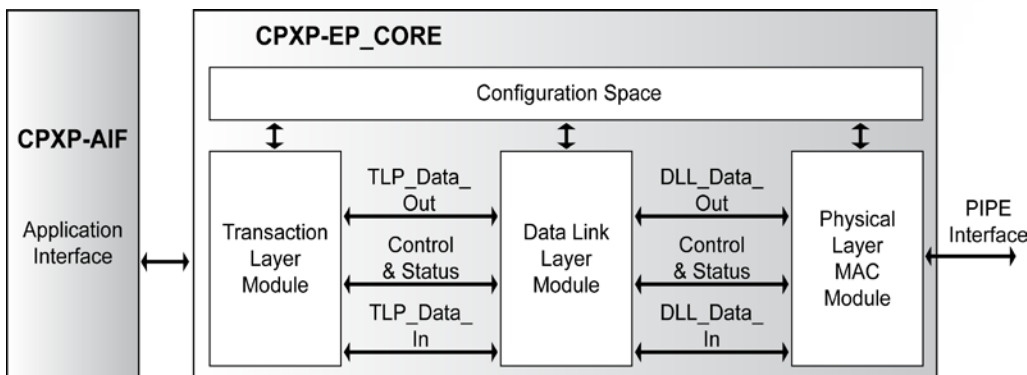 CPXP-EP_CORE
Configuration Space
CPXP-AIF
Application
Interface
Transaction
Layer
Module
TLP_Data_
Out
Control
& Status
TLP_Data_
In
Data Link
Layer
Module
DLL_Data_
Out
Control
& Status
DLL_Data_
In
Physical
Layer
MAC
Module
PIPE
Interface